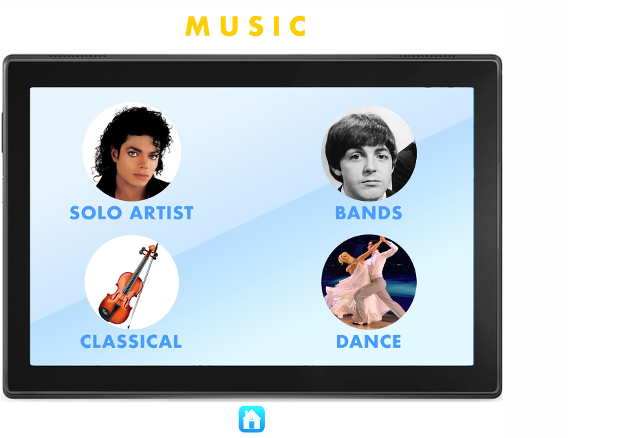 MUSIC
SOLO ARTIST
BANDS
CLASSICAL
DANCE